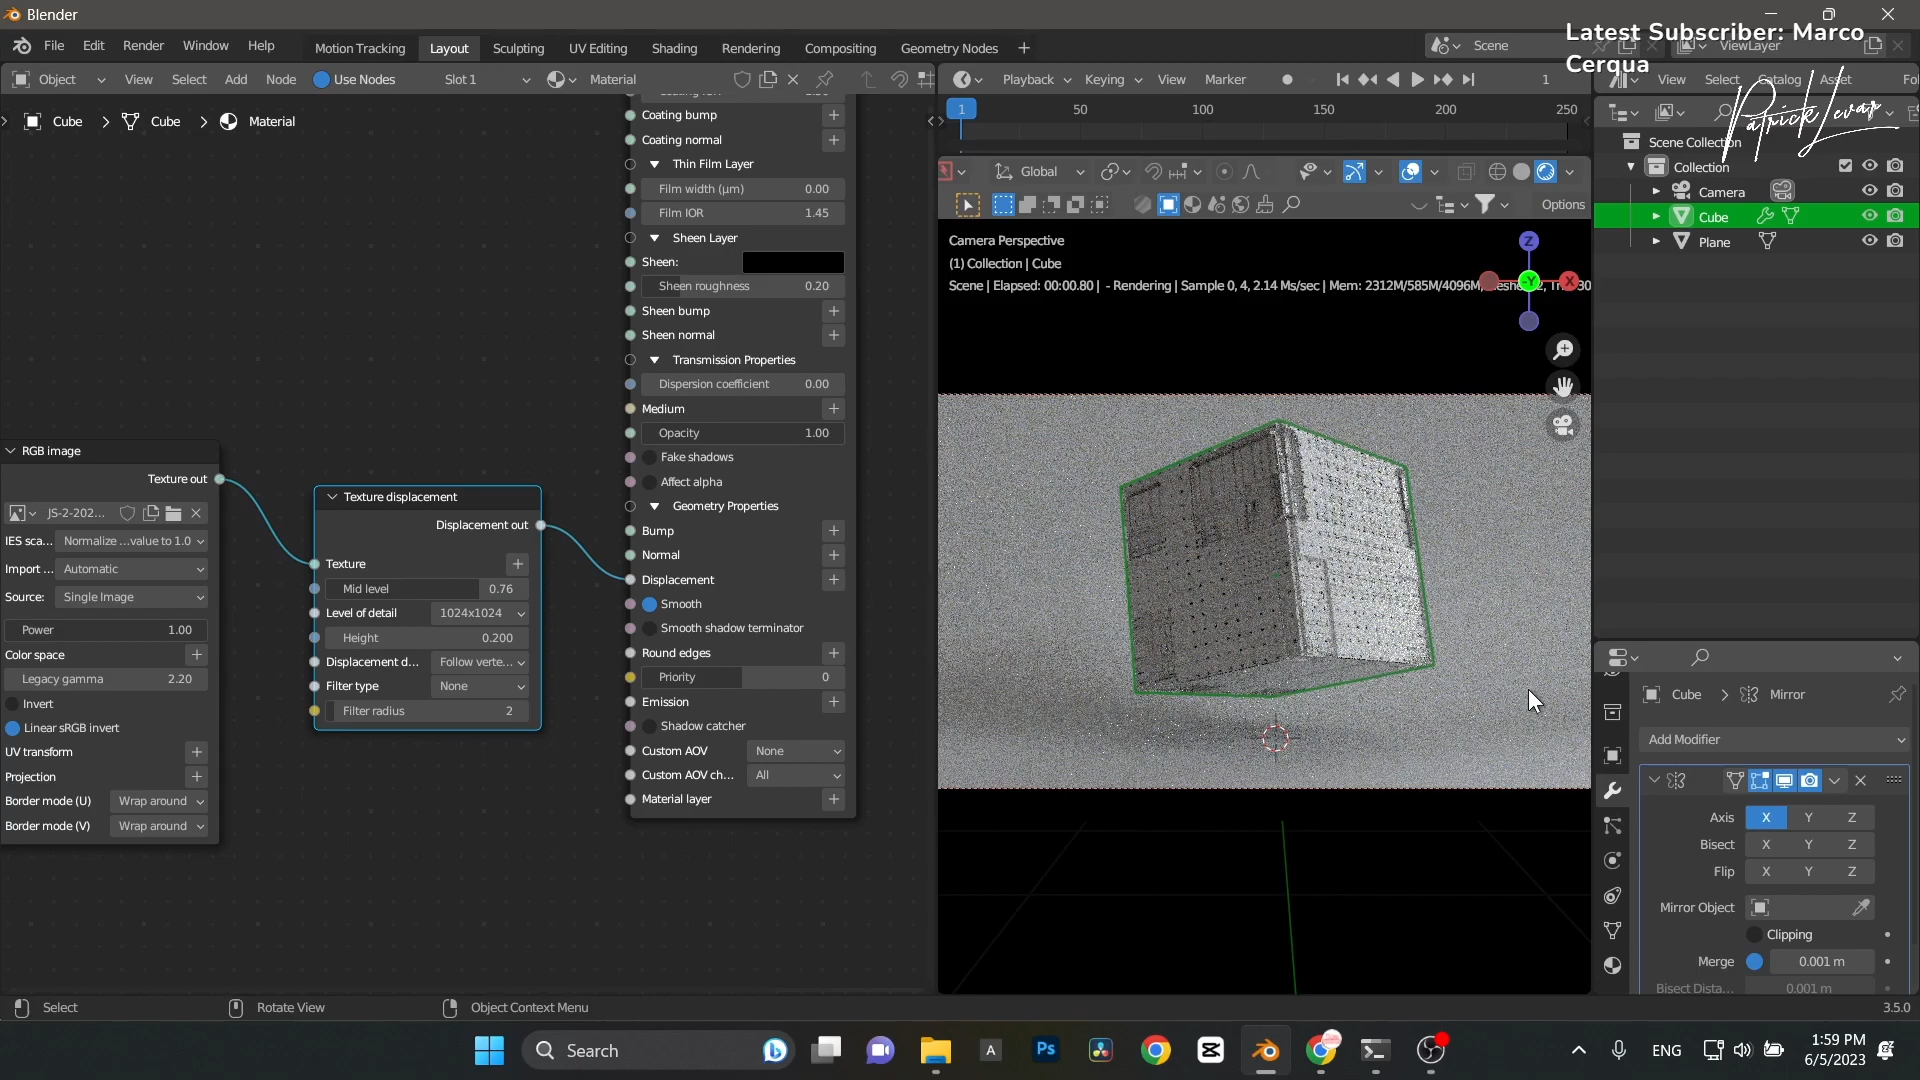 Blender
Latest Subscriber: Marco
Cerqua
File Edit Render Window Help
Motion Tracking Layout Sculpting UV Editing Shading Rendering Compositing Geometry Nodes +
Scene
ViewLayer
Object View Select Add Node Use Nodes Slot 1 Material
Playback Keying View Marker 1
View Select Catalog Asset Fo
Patrick Levar
Cube > Cube > Material
1 50 100 150 200 250
Coating bump
Coating normal
Thin Film Layer
Film width (µm) 0.00
Film IOR 1.45
Sheen Layer
Sheen:
Sheen roughness 0.20
Sheen bump
Sheen normal
Transmission Properties
Dispersion coefficient 0.00
Medium
Opacity 1.00
Fake shadows
Affect alpha
Geometry Properties
Bump
Normal
Displacement
Smooth
Smooth shadow terminator
Round edges
Priority 0
Emission
Shadow catcher
Custom AOV None
Custom AOV ch... All
Material layer
RGB image
Texture out
JS-2-202...
IES sca... Normalize ...value to 1.0
Import ... Automatic
Source: Single Image
Power 1.00
Color space
Legacy gamma 2.20
Invert
Linear sRGB invert
UV transform
Projection
Border mode (U) Wrap around
Border mode (V) Wrap around
Texture displacement
Displacement out
Texture
Mid level 0.76
Level of detail 1024x1024
Height 0.200
Displacement d... Follow verte...
Filter type None
Filter radius 2
Global
Options
Camera Perspective
(1) Collection | Cube
Scene | Elapsed: 00:00.80 | - Rendering | Sample 0, 4, 2.14 Ms/sec | Mem: 2312M/585M/4096M,
Z
Y
X
Scene Collection
Collection
Camera
Cube
Plane
Cube > Mirror
Add Modifier
Axis X Y Z
Bisect X Y Z
Flip X Y Z
Mirror Object
Clipping
Merge 0.001 m
Bisect Dista... 0.001 m
Select Rotate View Object Context Menu 3.5.0
Search
A
Ps
ENG
1:59 PM
6/5/2023